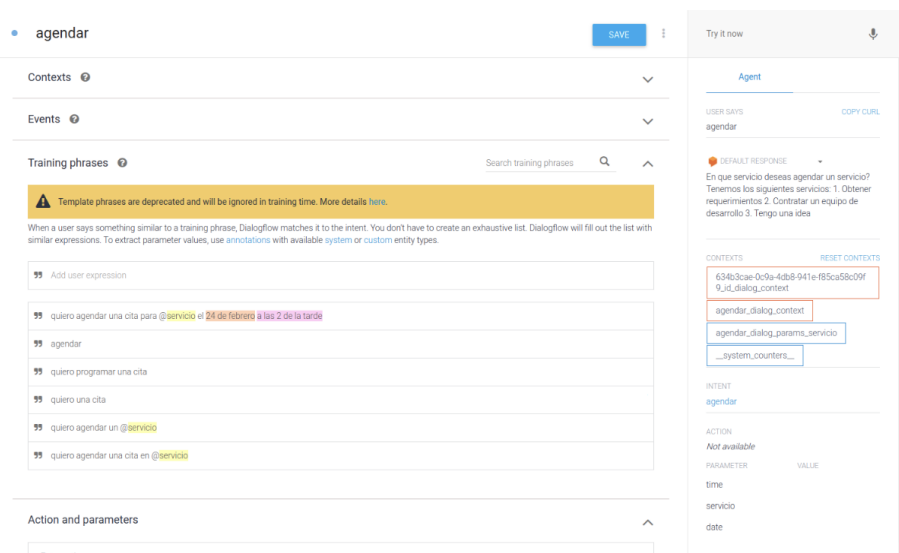 agendar
SAVE
Contexts
Events
Training phrases
Search training phrases
Template phrases are deprecated and will be ignored in training time. More details here.
When a user says something similar to a training phrase, Dialogflow matches it to the intent. You don't have to create an exhaustive list. Dialogflow will fill out the list with
similar expressions. To extract parameter values, use annotations with available system or custom entity types.
Add user expression
quiero agendar una cita para @servicio el 24 de febrero a las 2 de la tarde
agendar
quiero programar una cita
quiero una cita
quiero agendar un @servicio
quiero agendar una cita en @servicio
Action and parameters
Try it now
Agent
USER SAYS COPY CURL
agendar
DEFAULT RESPONSE
En que servicio deseas agendar un servicio?
Tenemos los siguientes servicios: 1. Obtener
requerimientos 2. Contratar un equipo de
desarrollo 3. Tengo una idea
CONTEXTS RESET CONTEXTS
634b3cae-0c9a-4db8-941e-f85ca58c09f
9_id_dialog_context
agendar_dialog_context
agendar_dialog_params_servicio
__system_counters__
INTENT
agendar
ACTION
Not available
PARAMETER VALUE
time
servicio
date